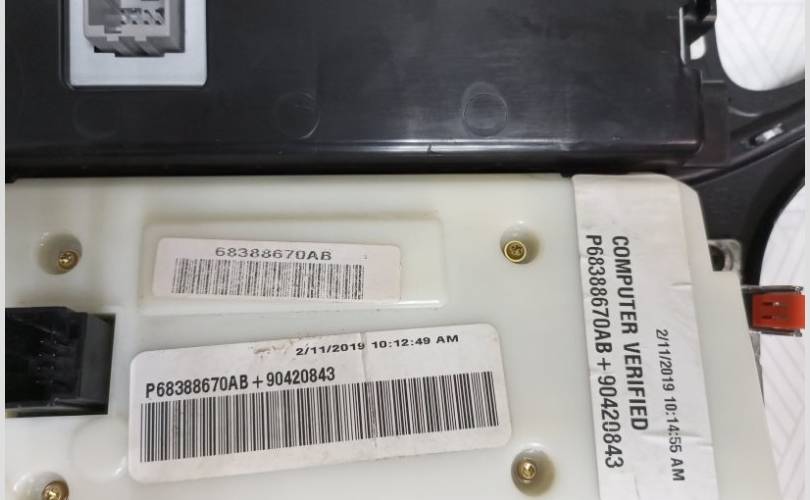 68388670AB
2/11/2019 10:12:49 AM
P68388670AB + 90420843
COMPUTER VERIFIED
P68388670AB + 90420843
2/11/2019 10:14:55 AM